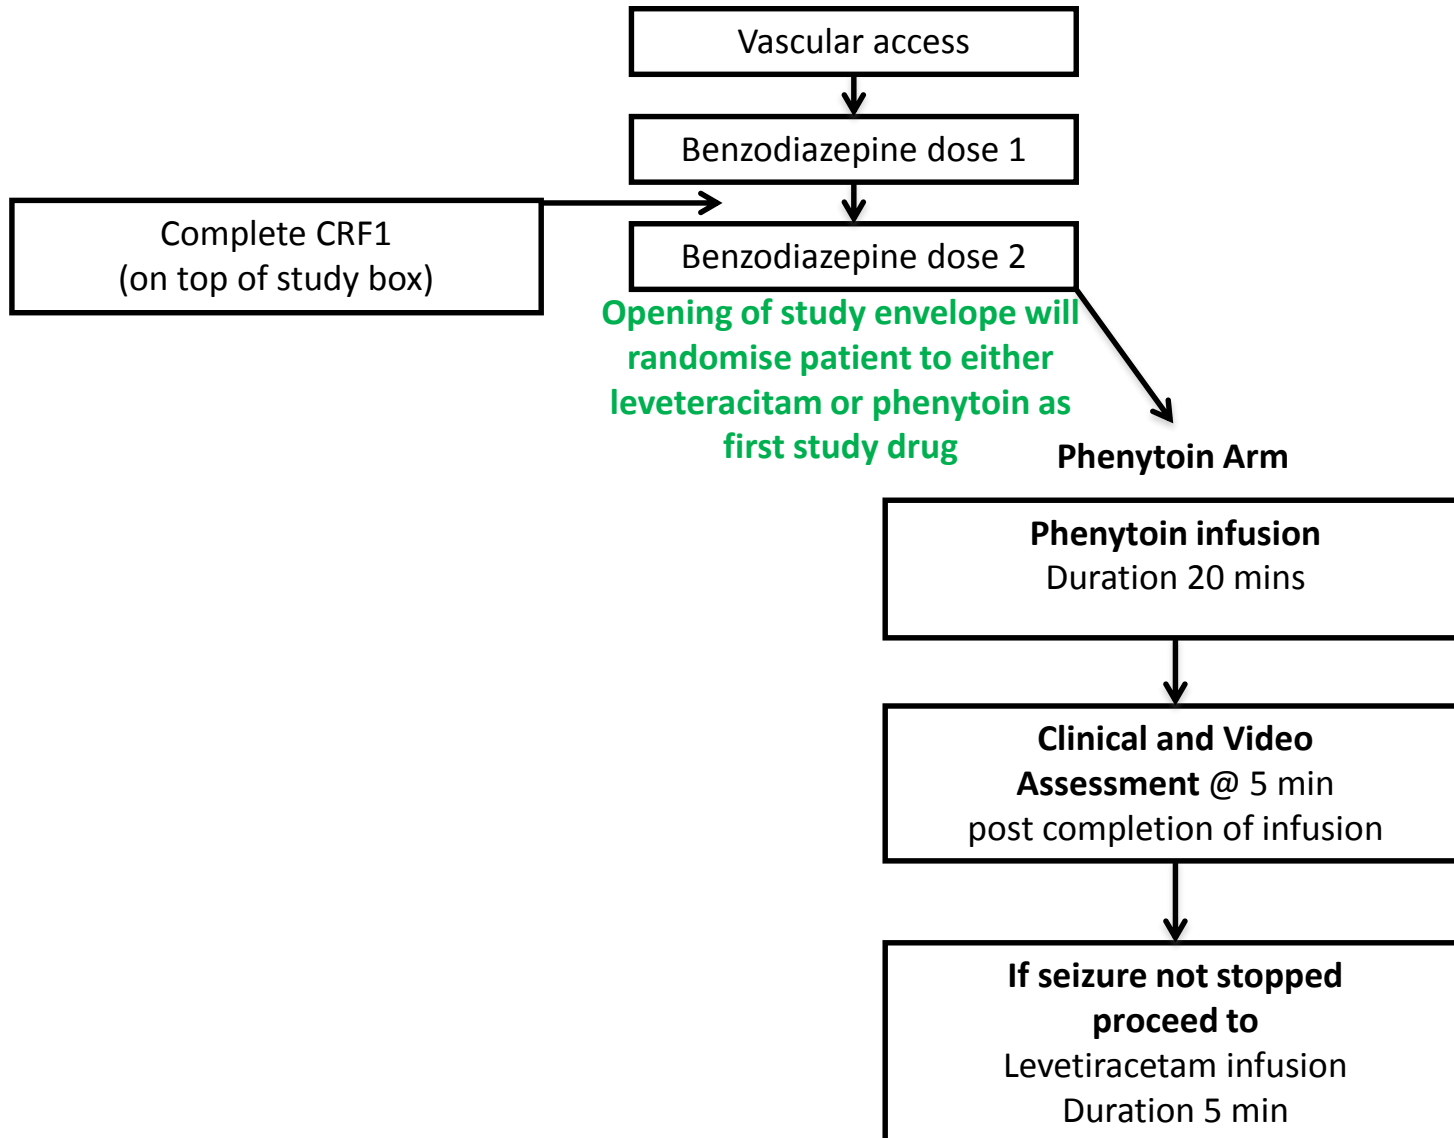 Vascular access
Benzodiazepine dose 1
Complete CRF1
(on top of study box)
Benzodiazepine dose 2
Opening of study envelope will
randomise patient to either
leveteracitam or phenytoin as
first study drug
Phenytoin Arm
Phenytoin infusion
Duration 20 mins
Clinical and Video
Assessment @ 5 min
post completion of infusion
If seizure not stopped
proceed to
Levetiracetam infusion
Duration 5 min